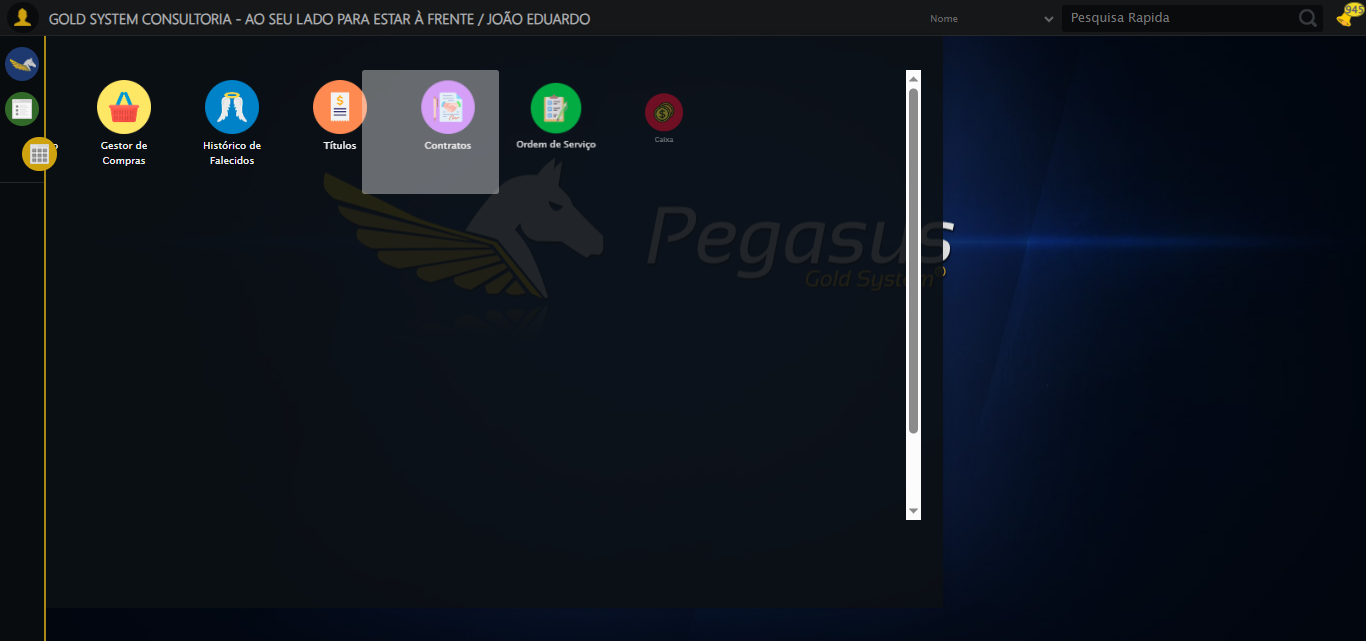 GOLD SYSTEM CONSULTORIA - AO SEU LADO PARA ESTAR À FRENTE / JOÃO EDUARDO
Nome
Pesquisa Rapida
945
Gestor de
Compras
Histórico de
Falecidos
Títulos
Contratos
Ordem de Serviço
Caixa
o
Pegasus
Gold System®